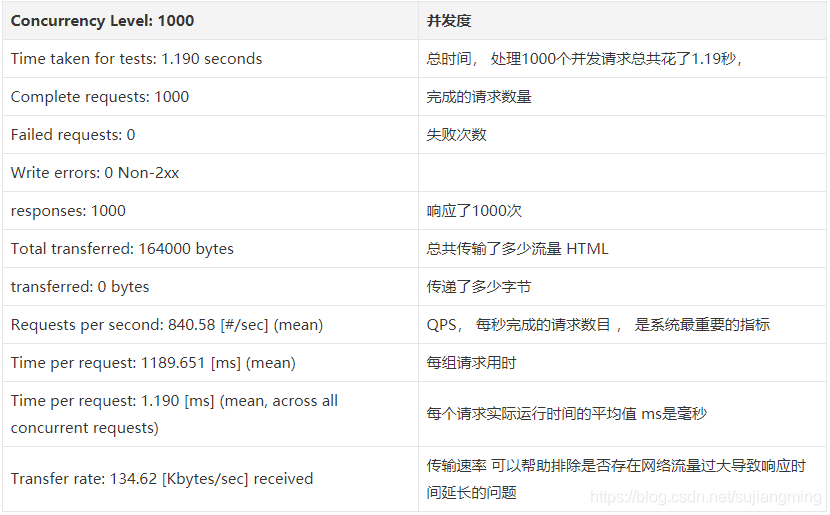 Concurrency Level: 1000 并发度
Time taken for tests: 1.190 seconds 总时间， 处理1000个并发请求总共花了1.19秒，
Complete requests: 1000 完成的请求数量
Failed requests: 0 失败次数
Write errors: 0 Non-2xx
responses: 1000 响应了1000次
Total transferred: 164000 bytes 总共传输了多少流量 HTML
transferred: 0 bytes 传递了多少字节
Requests per second: 840.58 [#/sec] (mean) QPS， 每秒完成的请求数目 ， 是系统最重要的指标
Time per request: 1189.651 [ms] (mean) 每组请求用时
Time per request: 1.190 [ms] (mean, across all
concurrent requests)
每个请求实际运行时间的平均值 ms是毫秒
Transfer rate: 134.62 [Kbytes/sec] received
传输速率 可以帮助排除是否存在网络流量过大导致响应时
间延长的问题
https://blog.csdn.net/sujiangming